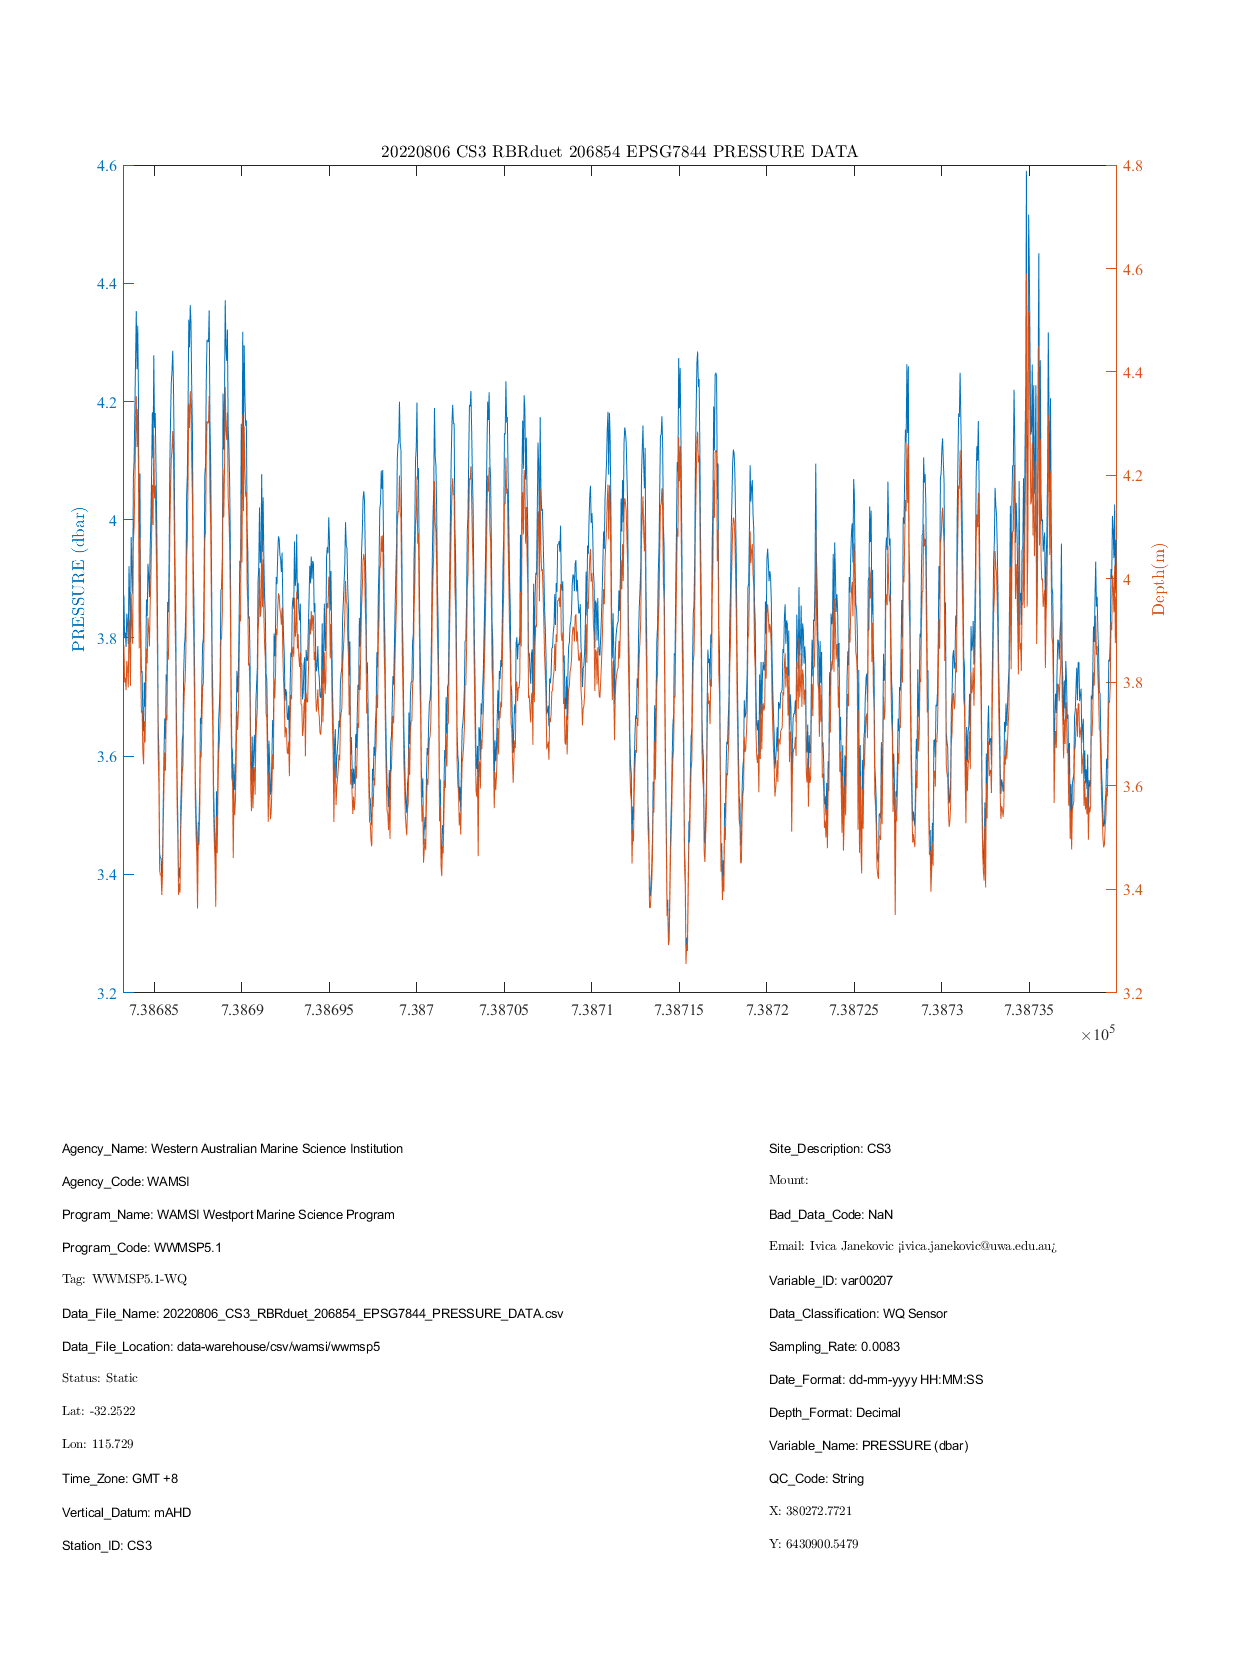 20220806 CS3 RBRduet 206854 EPSG7844 PRESSURE DATA
4.6
4.4
4.2
4
3.8
3.6
3.4
3.2
PRESSURE (dbar)
4.8
4.6
4.4
4.2
4
3.8
3.6
3.4
3.2
Depth(m)
7.38685 7.3869 7.38695 7.387 7.38705 7.3871 7.38715 7.3872 7.38725 7.3873 7.38735
×10^5
Agency_Name: Western Australian Marine Science Institution
Agency_Code: WAMSI
Program_Name: WAMSI Westport Marine Science Program
Program_Code: WWMSP5.1
Tag: WWMSP5.1-WQ
Data_File_Name: 20220806_CS3_RBRduet_206854_EPSG7844_PRESSURE_DATA.csv
Data_File_Location: data-warehouse/csv/wamsi/wwmsp5
Status: Static
Lat: -32.2522
Lon: 115.729
Time_Zone: GMT +8
Vertical_Datum: mAHD
Station_ID: CS3
Site_Description: CS3
Mount:
Bad_Data_Code: NaN
Email: Ivica Janekovic ¡ivica.janekovic@uwa.edu.au¿
Variable_ID: var00207
Data_Classification: WQ Sensor
Sampling_Rate: 0.0083
Date_Format: dd-mm-yyyy HH:MM:SS
Depth_Format: Decimal
Variable_Name: PRESSURE (dbar)
QC_Code: String
X: 380272.7721
Y: 6430900.5479